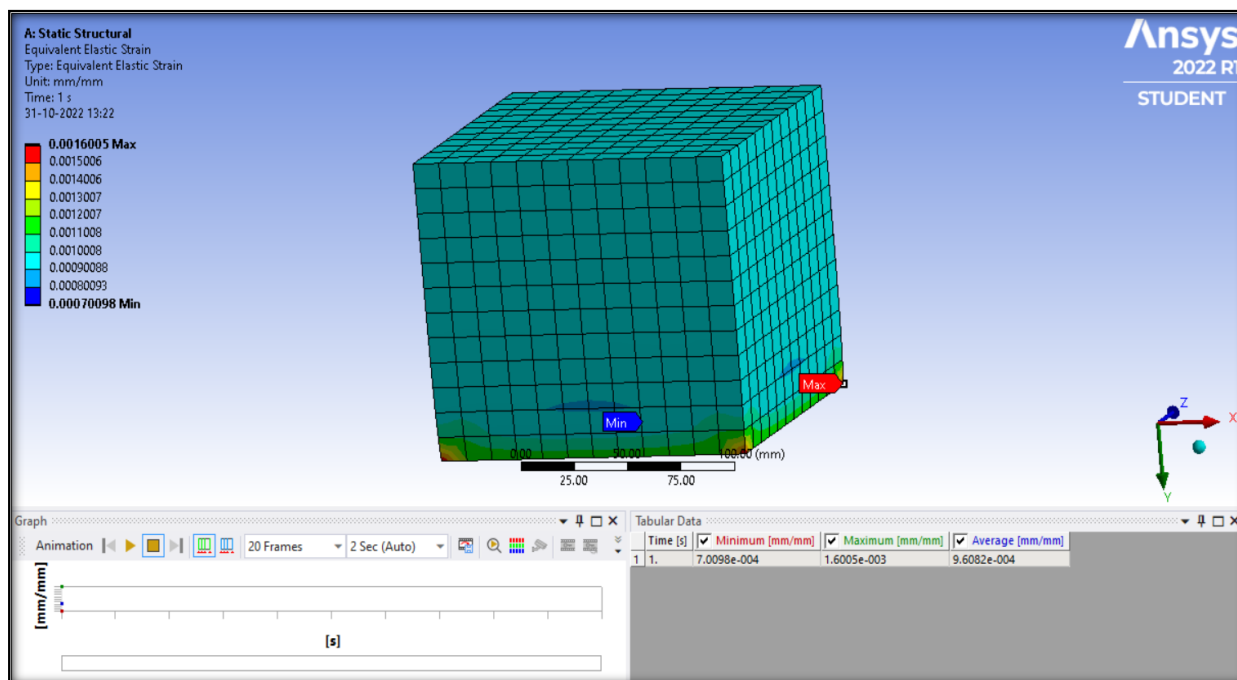 A: Static Structural
Equivalent Elastic Strain
Type: Equivalent Elastic Strain
Unit: mm/mm
Time: 1 s
31-10-2022 13:22
0.0016005 Max
0.0015006
0.0014006
0.0013007
0.0012007
0.0011008
0.0010008
0.00090088
0.00080093
0.00070098 Min
Ansys
2022 R1
STUDENT
Max
Min
0.00 50.00 100.00 (mm)
25.00 75.00
Z
X
Y
Graph
Animation 20 Frames 2 Sec (Auto)
[mm/mm]
[s]
Tabular Data
Time [s] Minimum [mm/mm] Maximum [mm/mm] Average [mm/mm]
1 1. 7.0098e-004 1.6005e-003 9.6082e-004